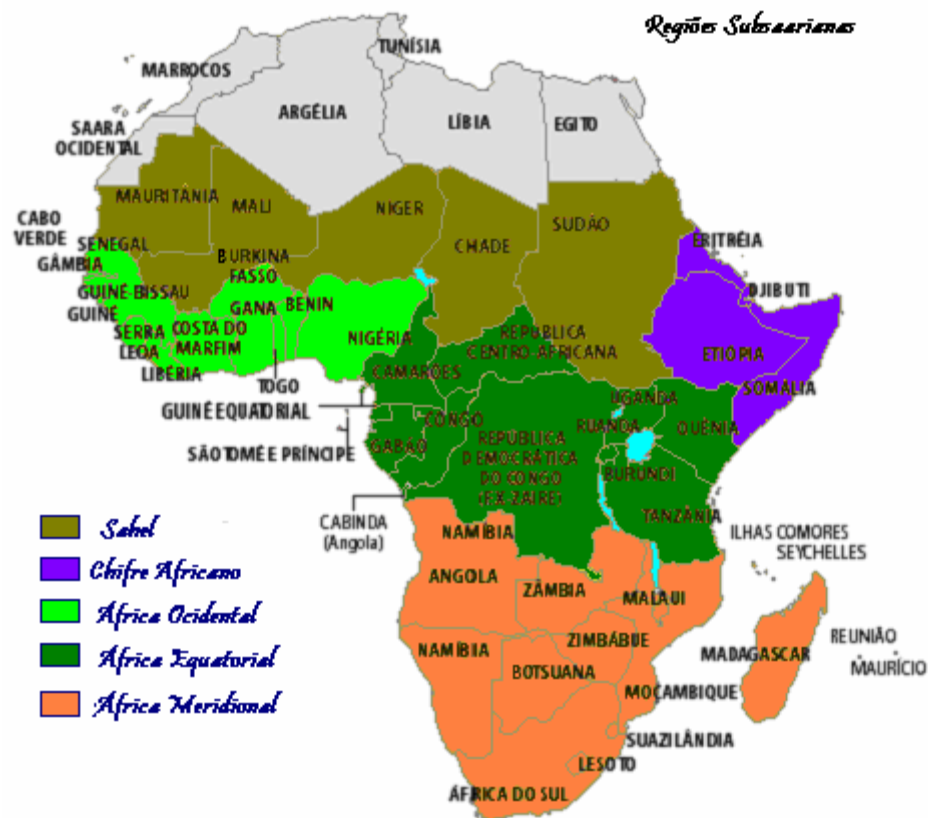 Regiões Subsaarianas
TUNÍSIA
MARROCOS
ARGÉLIA
LÍBIA
EGITO
SAARA
OCIDENTAL
MAURITÂNIA
MALI
NIGER
CHADE
SUDÃO
CABO
VERDE
SENEGAL
GÂMBIA
ERITRÉIA
BURKINA
FASSO
DJIBUTI
GUINÉ-BISSAU
GUINÉ
GANA
BENIN
SERRA
LEOA
COSTA DO
MARFIM
NIGÉRIA
REPÚBLICA
CENTRO-AFRICANA
ETIÓPIA
LIBÉRIA
CAMARÕES
SOMÁLIA
TOGO
GUINÉ EQUATORIAL
UGANDA
CONGO
RUANDA
QUÊNIA
GABÃO
SÃO TOMÉ E PRÍNCIPE
REPÚBLICA
DEMOCRÁTICA
DO CONGO
(EX-ZAIRE)
BURUNDI
TANZÂNIA
CABINDA
(Angola)
NAMÍBIA
ILHAS COMORES
SEYCHELLES
Sahel
Chifre Africano
África Ocidental
África Equatorial
África Meridional
ANGOLA
ZÂMBIA
MALAUI
ZIMBÁBUE
NAMÍBIA
BOTSUANA
MADAGASCAR
REUNIÃO
MAURÍCIO
MOÇAMBIQUE
SUAZILÂNDIA
LESOTO
ÁFRICA DO SUL